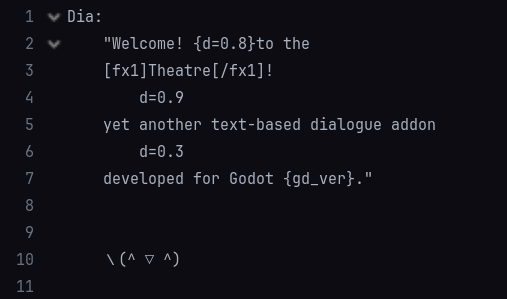 1 Dia:
2 "Welcome! {d=0.8}to the
3 [fx1]Theatre[/fx1]!
4 d=0.9
5 yet another text-based dialogue addon
6 d=0.3
7 developed for Godot {gd_ver}."
8
9
10 \(^ ▽ ^)
11